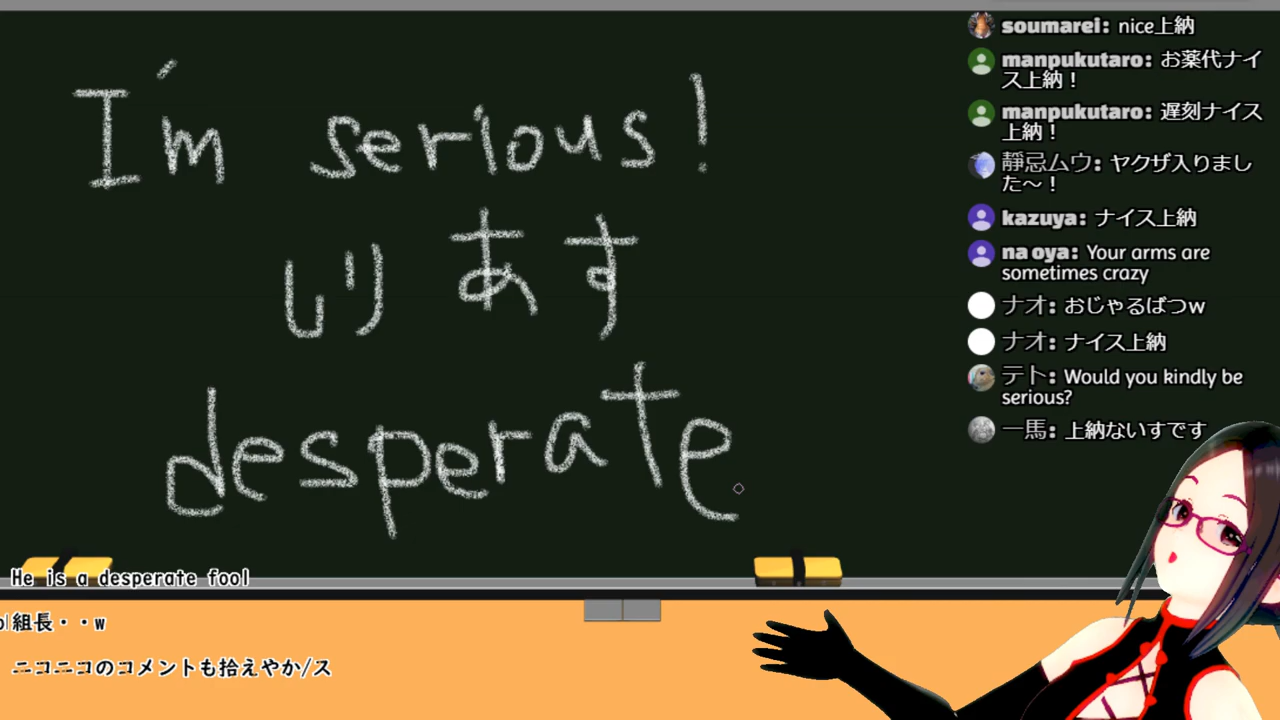 I'm serious!
りあす
desperate
soumarei: nice上納
manpukutaro: お薬代ナイ
ス上納！
manpukutaro: 遅刻ナイス
上納！
靜忌ムウ: ヤクザ入りまし
た～！
kazuya: ナイス上納
na oya: Your arms are
sometimes crazy
ナオ: おじゃるぱつw
ナオ: ナイス上納
テト: Would you kindly be
serious?
一馬: 上納ないすです
He is a desperate fool
組長・・w
ニコニコのコメントも拾えやか/ス